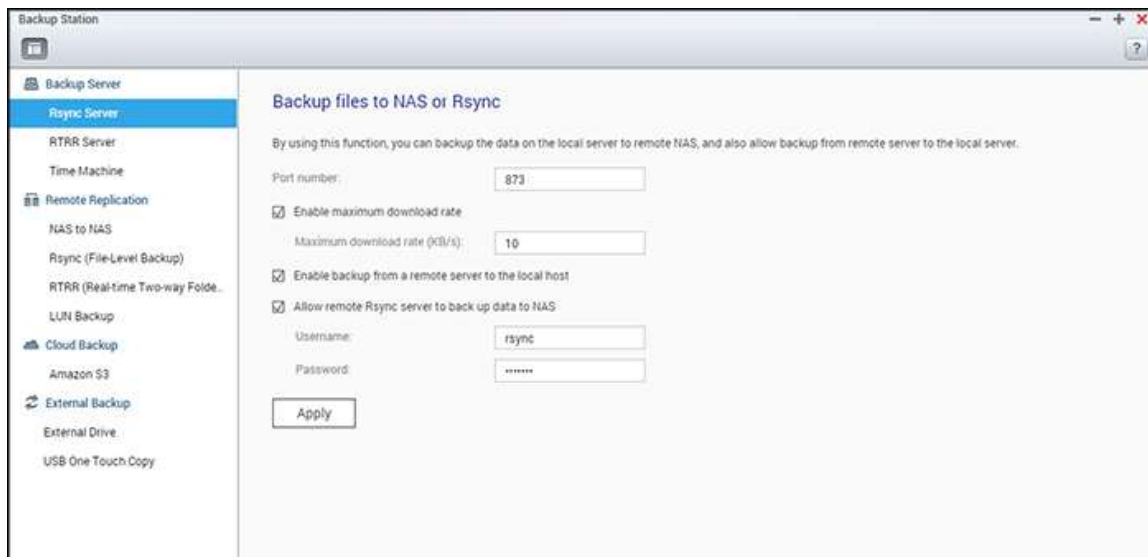 Backup Station
?
Backup Server
Rsync Server
RTRR Server
Time Machine
Remote Replication
NAS to NAS
Rsync (File-Level Backup)
RTRR (Real-time Two-way Folde..
LUN Backup
Cloud Backup
Amazon S3
External Backup
External Drive
USB One Touch Copy
Backup files to NAS or Rsync
By using this function, you can backup the data on the local server to remote NAS, and also allow backup from remote server to the local server.
Port number: 873
Enable maximum download rate
Maximum download rate (KB/s): 10
Enable backup from a remote server to the local host
Allow remote Rsync server to back up data to NAS
Username: rsync
Password: •••••••
Apply